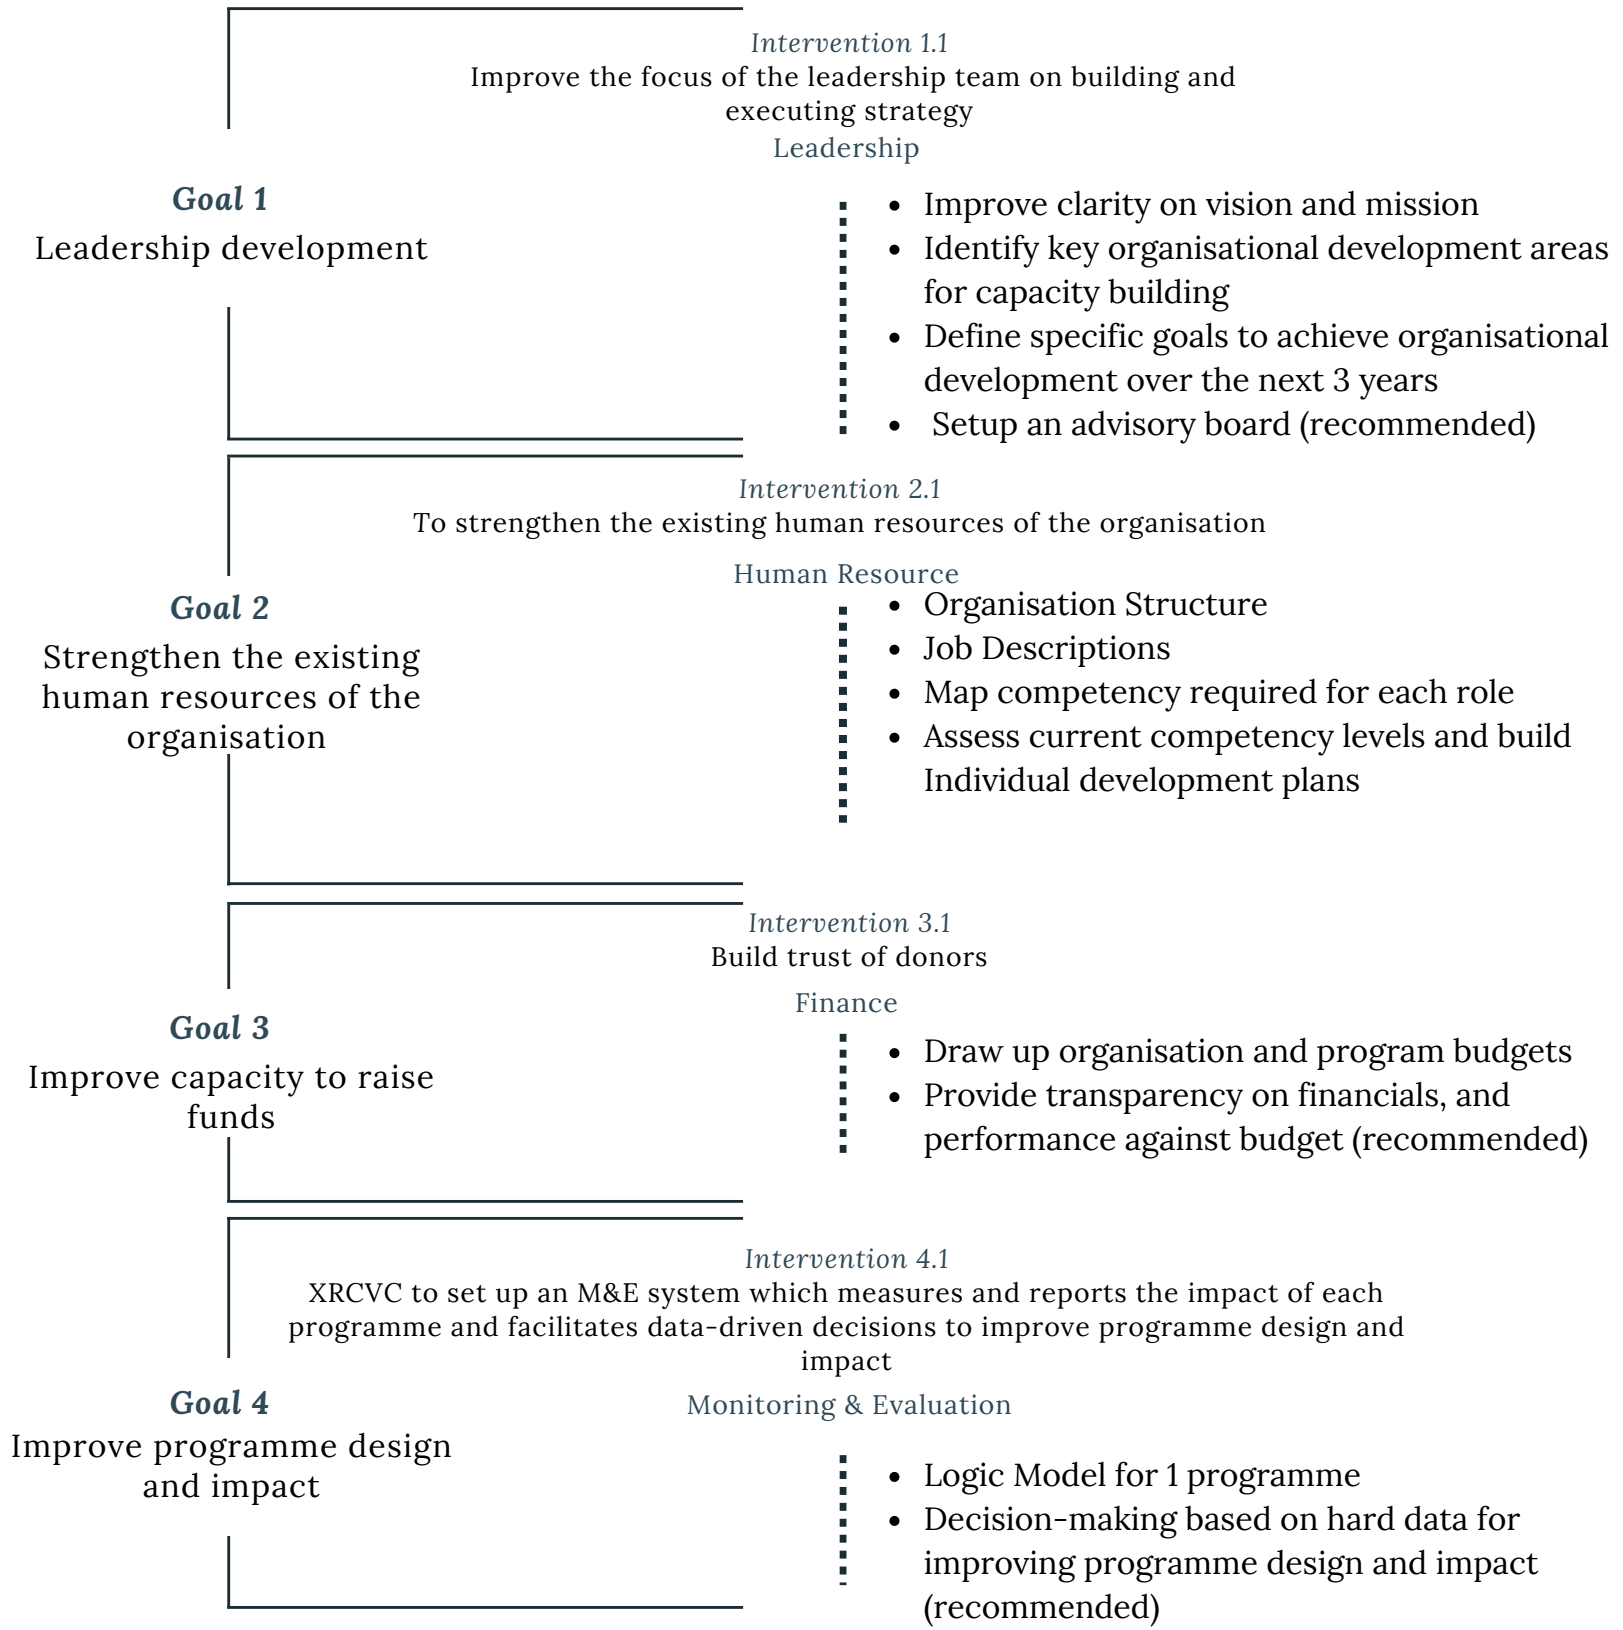 Intervention 1.1
Improve the focus of the leadership team on building and
executing strategy
Leadership
Goal 1
Leadership development
• Improve clarity on vision and mission
• Identify key organisational development areas
for capacity building
• Define specific goals to achieve organisational
development over the next 3 years
• Setup an advisory board (recommended)
Intervention 2.1
To strengthen the existing human resources of the organisation
Human Resource
Goal 2
Strengthen the existing
human resources of the
organisation
• Organisation Structure
• Job Descriptions
• Map competency required for each role
• Assess current competency levels and build
Individual development plans
Intervention 3.1
Build trust of donors
Finance
Goal 3
Improve capacity to raise
funds
• Draw up organisation and program budgets
• Provide transparency on financials, and
performance against budget (recommended)
Intervention 4.1
XRCVC to set up an M&E system which measures and reports the impact of each
programme and facilitates data-driven decisions to improve programme design and
impact
Monitoring & Evaluation
Goal 4
Improve programme design
and impact
• Logic Model for 1 programme
• Decision-making based on hard data for
improving programme design and impact
(recommended)